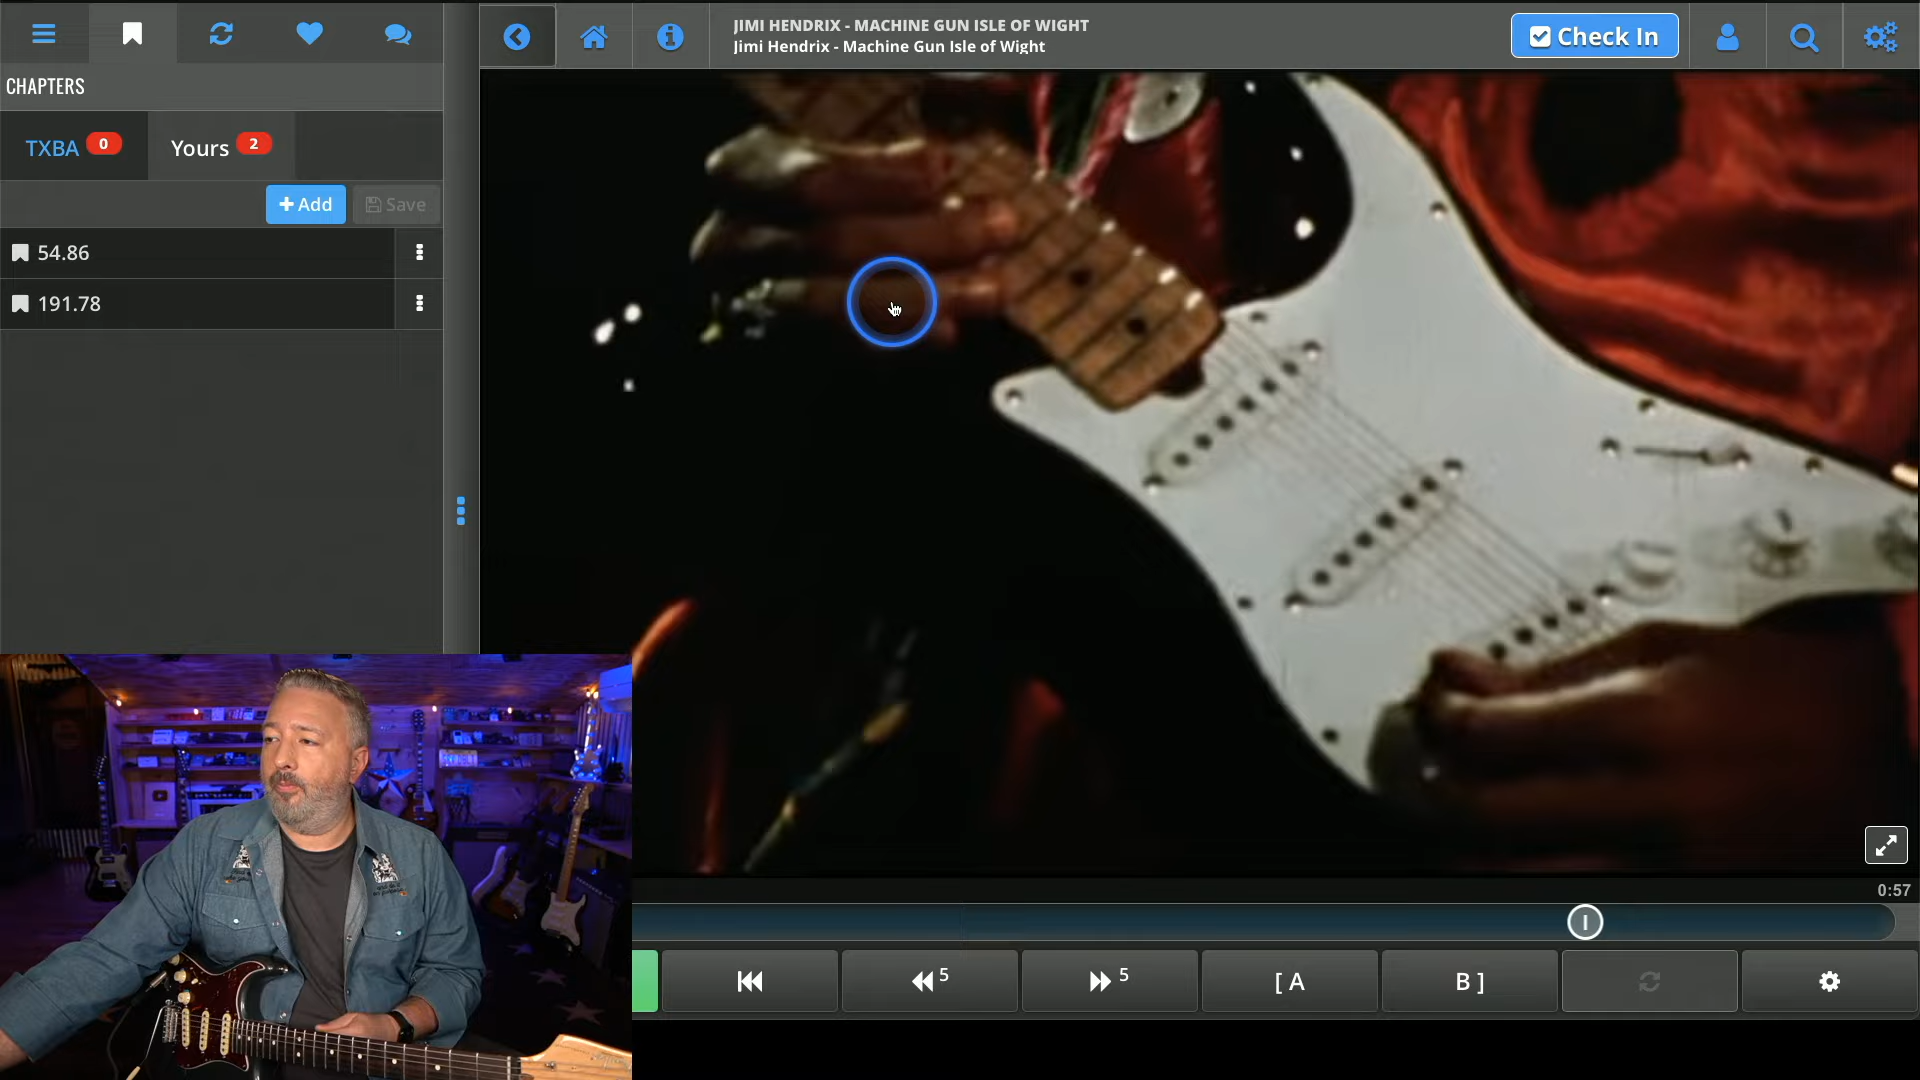 JIMI HENDRIX - MACHINE GUN ISLE OF WIGHT
Jimi Hendrix - Machine Gun Isle of Wight
Check In
CHAPTERS
TXBA 0
Yours 2
+ Add
Save
54.86
191.78
0:57
5
5
[ A
B ]